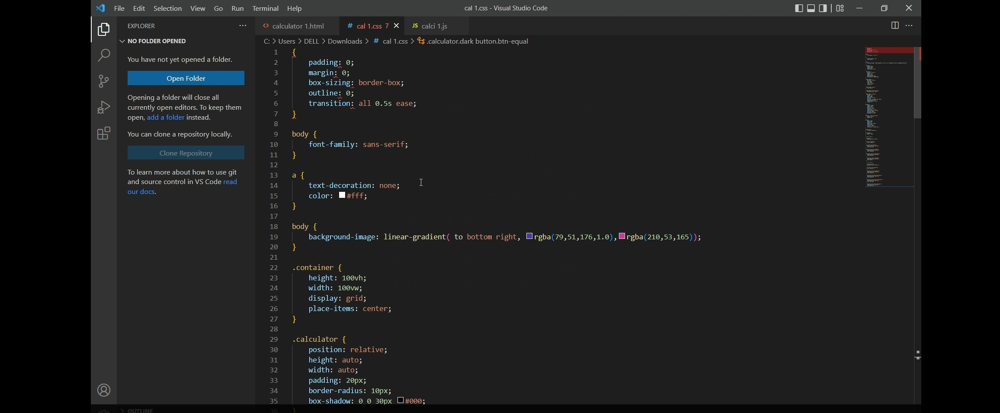 File Edit Selection View Go Run Terminal Help
cal 1.css - Visual Studio Code
EXPLORER
NO FOLDER OPENED
You have not yet opened a folder.
Open Folder
Opening a folder will close all
currently open editors. To keep them
open, add a folder instead.
You can clone a repository locally.
Clone Repository
To learn more about how to use git
and source control in VS Code read
our docs.
OUTLINE
<> calculator 1.html # cal 1.css 7 JS calci 1.js
C: > Users > DELL > Downloads > # cal 1.css > .calculator.dark button.btn-equal
1 {
2 padding: 0;
3 margin: 0;
4 box-sizing: border-box;
5 outline: 0;
6 transition: all 0.5s ease;
7 }
8
9 body {
10 font-family: sans-serif;
11 }
12
13 a {
14 text-decoration: none;
15 color: #fff;
16 }
17
18 body {
19 background-image: linear-gradient( to bottom right, rgba(79,51,176,1.0),rgba(210,53,165));
20 }
21
22 .container {
23 height: 100vh;
24 width: 100vw;
25 display: grid;
26 place-items: center;
27 }
28
29 .calculator {
30 position: relative;
31 height: auto;
32 width: auto;
33 padding: 20px;
34 border-radius: 10px;
35 box-shadow: 0 0 30px #000;
36 }